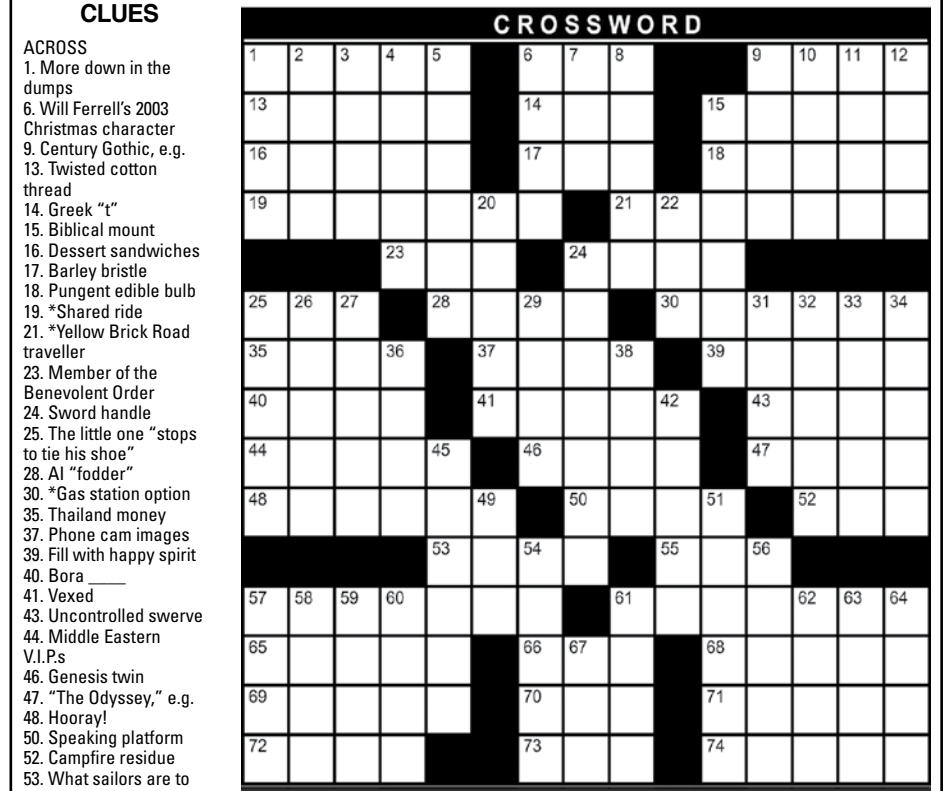 CLUES
ACROSS
1. More down in the
dumps
6. Will Ferrell's 2003
Christmas character
9. Century Gothic, e.g.
13. Twisted cotton
thread
14. Greek “t”
15. Biblical mount
16. Dessert sandwiches
17. Barley bristle
18. Pungent edible bulb
19. *Shared ride
21. *Yellow Brick Road
traveller
23. Member of the
Benevolent Order
24. Sword handle
25. The little one “stops
to tie his shoe”
28. AI “fodder”
30. *Gas station option
35. Thailand money
37. Phone cam images
39. Fill with happy spirit
40. Bora ____
41. Vexed
43. Uncontrolled swerve
44. Middle Eastern
V.I.P.s
46. Genesis twin
47. “The Odyssey,” e.g.
48. Hooray!
50. Speaking platform
52. Campfire residue
53. What sailors are to
CROSSWORD
1 2 3 4 5 6 7 8 9 10 11 12
13 14 15
16 17 18
19 20 21 22
23 24
25 26 27 28 29 30 31 32 33 34
35 36 37 38 39
40 41 42 43
44 45 46 47
48 49 50 51 52
53 54 55 56
57 58 59 60 61 62 63 64
65 66 67 68
69 70 71
72 73 74